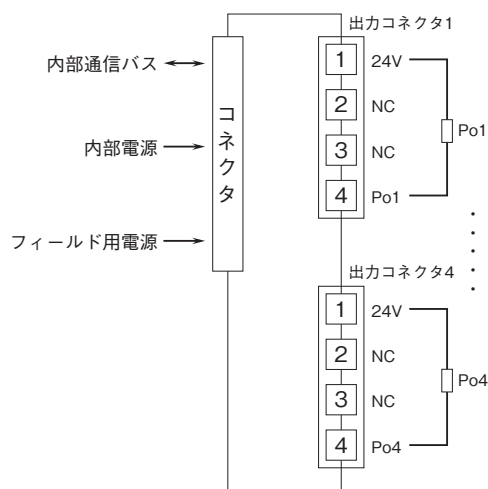 出力コネクタ1
内部通信バス
内部電源
フィールド用電源
コネクタ
1 24V
2 NC
3 NC
4 Po1
Po1
出力コネクタ4
1 24V
2 NC
3 NC
4 Po4
Po4